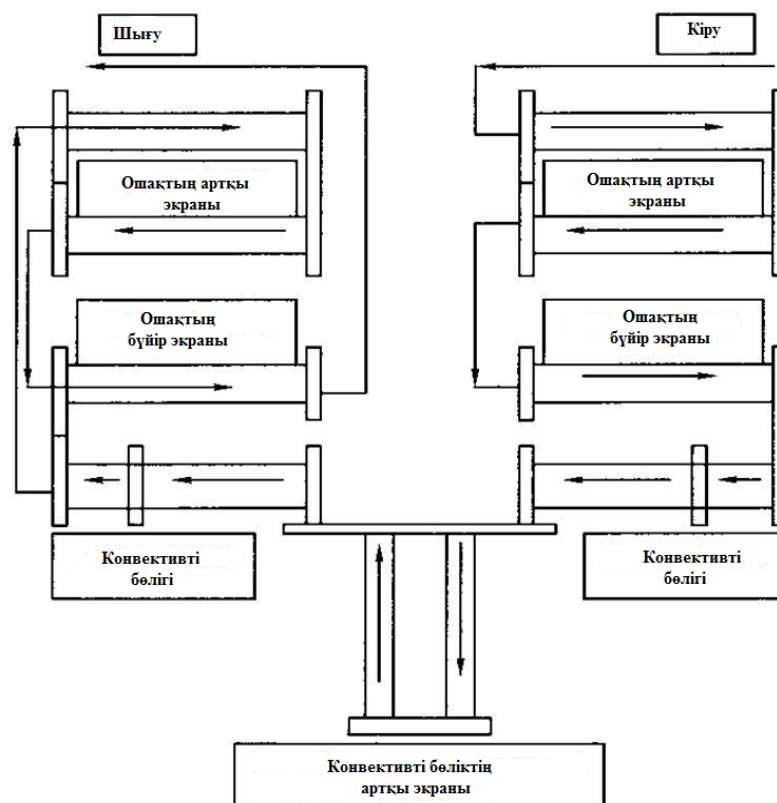 Шығу
Кіру
Ошақтың артқы
экраны
Ошақтың артқы
экраны
Ошақтың
бүйір экраны
Ошақтың
бүйір экраны
Конвективті
бөлігі
Конвективті
бөлігі
Конвективті бөліктің
артқы экраны